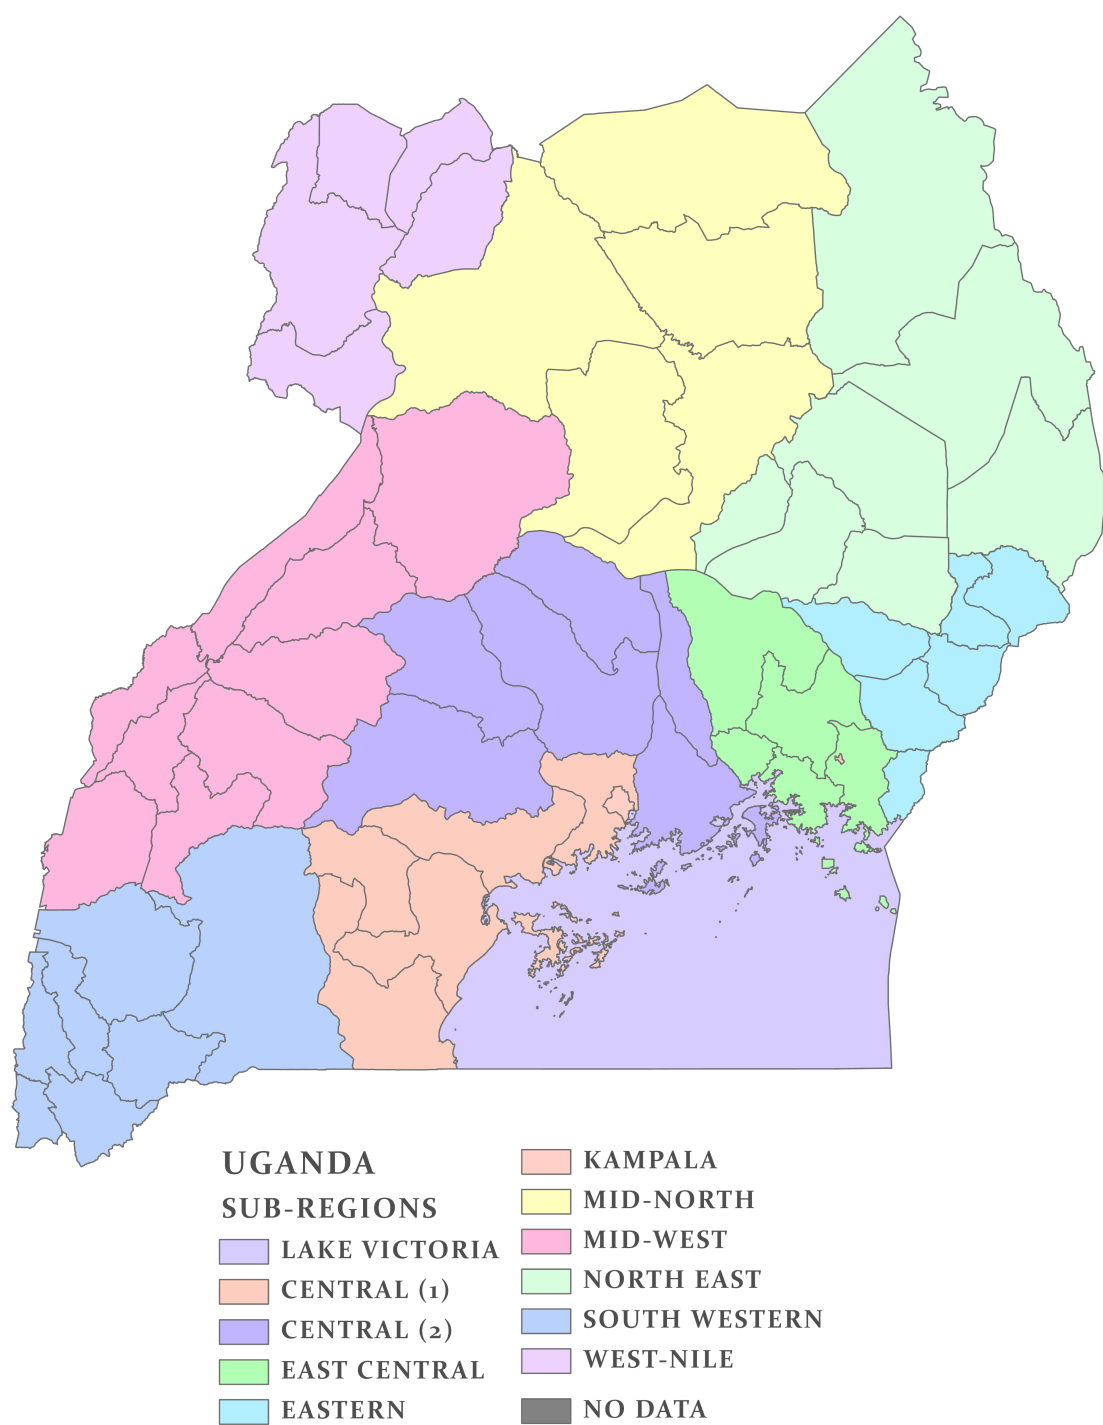 UGANDA
SUB-REGIONS
LAKE VICTORIA
CENTRAL (1)
CENTRAL (2)
EAST CENTRAL
EASTERN
KAMPALA
MID-NORTH
MID-WEST
NORTH EAST
SOUTH WESTERN
WEST-NILE
NO DATA